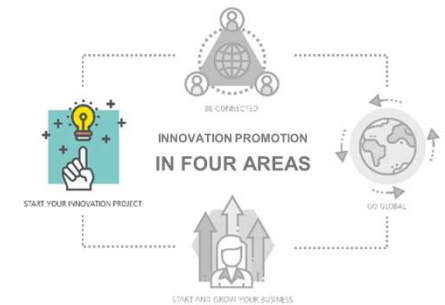 BE CONNECTED
INNOVATION PROMOTION
IN FOUR AREAS
START YOUR INNOVATION PROJECT
GO GLOBAL
START AND GROW YOUR BUSINESS